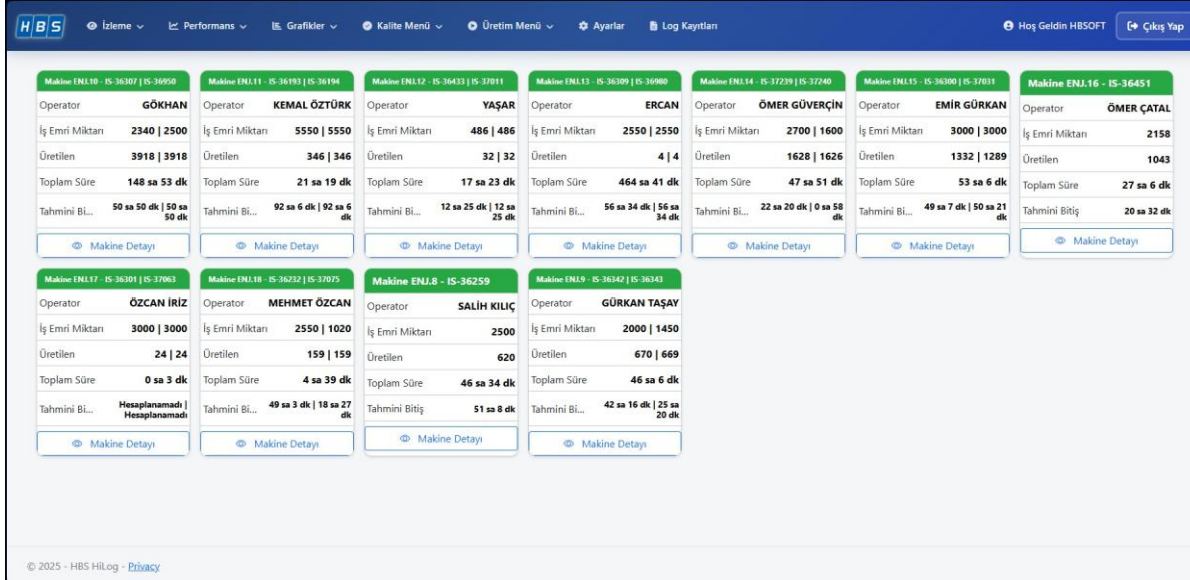 HBS İzleme Performans Grafikler Kalite Menü Üretim Menü Ayarlar Log Kayıtları Hoş Geldin HBSOFT Çıkış Yap
Makine ENJ.10 - IS-36307 | IS-36950
Operator GÖKHAN
İş Emri Miktarı 2340 | 2500
Üretilen 3918 | 3918
Toplam Süre 148 sa 53 dk
Tahmini Bi... 50 sa 50 dk | 50 sa
50 dk
Makine Detayı
Makine ENJ.11 - IS-36193 | IS-36194
Operator KEMAL ÖZTÜRK
İş Emri Miktarı 5550 | 5550
Üretilen 346 | 346
Toplam Süre 21 sa 19 dk
Tahmini Bi... 92 sa 6 dk | 92 sa 6
dk
Makine Detayı
Makine ENJ.12 - IS-36433 | IS-37011
Operator YAŞAR
İş Emri Miktarı 486 | 486
Üretilen 32 | 32
Toplam Süre 17 sa 23 dk
Tahmini Bi... 12 sa 25 dk | 12 sa
25 dk
Makine Detayı
Makine ENJ.13 - IS-36309 | IS-36980
Operator ERCAN
İş Emri Miktarı 2550 | 2550
Üretilen 4 | 4
Toplam Süre 464 sa 41 dk
Tahmini Bi... 56 sa 34 dk | 56 sa
34 dk
Makine Detayı
Makine ENJ.14 - IS-37239 | IS-37240
Operator ÖMER GÜVERÇİN
İş Emri Miktarı 2700 | 1600
Üretilen 1628 | 1626
Toplam Süre 47 sa 51 dk
Tahmini Bi... 22 sa 20 dk | 0 sa 58
dk
Makine Detayı
Makine ENJ.15 - IS-36300 | IS-37031
Operator EMİR GÜRKAN
İş Emri Miktarı 3000 | 3000
Üretilen 1332 | 1289
Toplam Süre 53 sa 6 dk
Tahmini Bi... 49 sa 7 dk | 50 sa 21
dk
Makine Detayı
Makine ENJ.16 - IS-36451
Operator ÖMER ÇATAL
İş Emri Miktarı 2158
Üretilen 1043
Toplam Süre 27 sa 6 dk
Tahmini Bitiş 20 sa 32 dk
Makine Detayı
Makine ENJ.17 - IS-36301 | IS-37063
Operator ÖZCAN İRİZ
İş Emri Miktarı 3000 | 3000
Üretilen 24 | 24
Toplam Süre 0 sa 3 dk
Tahmini Bi... Hesaplanamadı |
Hesaplanamadı
Makine Detayı
Makine ENJ.18 - IS-36232 | IS-37075
Operator MEHMET ÖZCAN
İş Emri Miktarı 2550 | 1020
Üretilen 159 | 159
Toplam Süre 4 sa 39 dk
Tahmini Bi... 49 sa 3 dk | 18 sa 27
dk
Makine Detayı
Makine ENJ.8 - IS-36259
Operator SALİH KILIÇ
İş Emri Miktarı 2500
Üretilen 620
Toplam Süre 46 sa 34 dk
Tahmini Bitiş 51 sa 8 dk
Makine Detayı
Makine ENJ.9 - IS-36342 | IS-36343
Operator GÜRKAN TAŞAY
İş Emri Miktarı 2000 | 1450
Üretilen 670 | 669
Toplam Süre 46 sa 6 dk
Tahmini Bi... 42 sa 16 dk | 25 sa
20 dk
Makine Detayı
© 2025 - HBS HiLog - Privacy